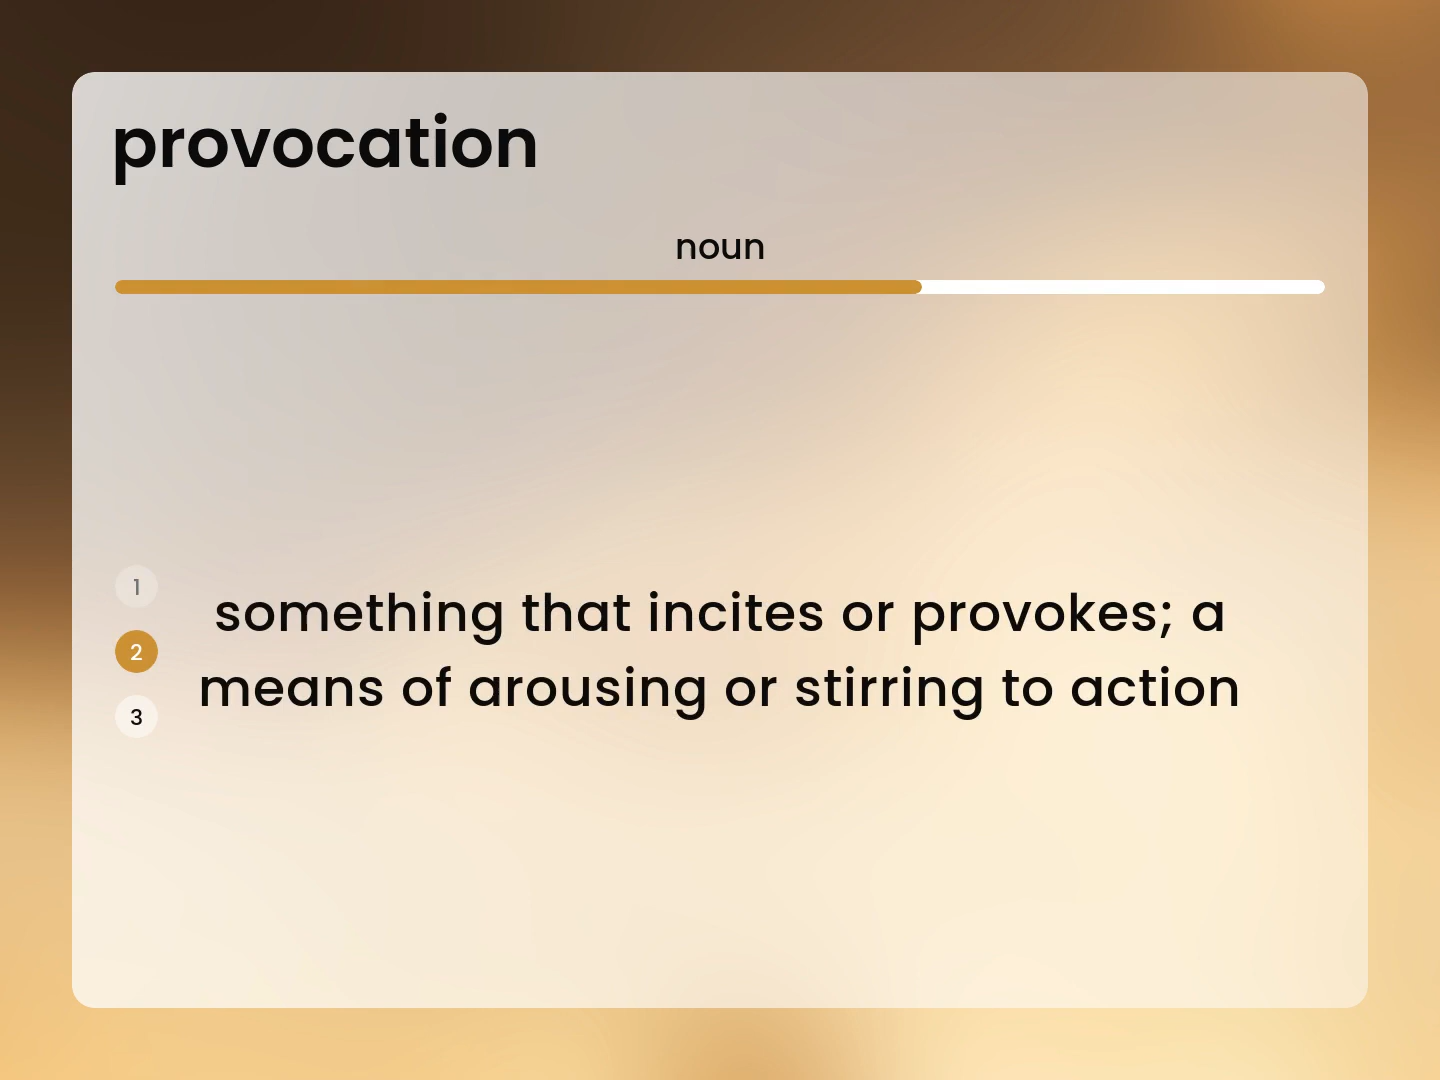 provocation
noun
1
something that incites or provokes; a
2
means of arousing or stirring to action
3